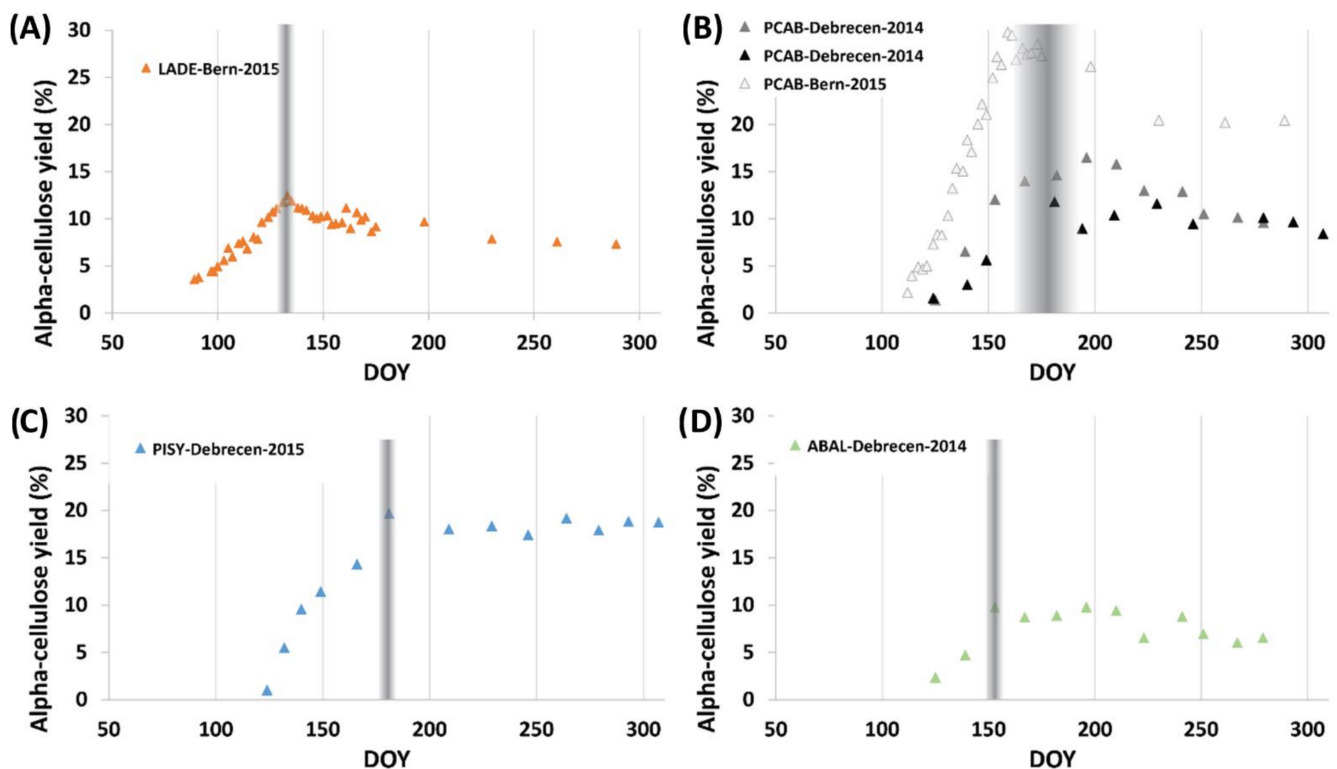 (A)
30
25
20
15
10
5
0
Alpha-cellulose yield (%)
LADE-Bern-2015
50 100 150 200 250 300
DOY
(B)
30
25
20
15
10
5
0
Alpha-cellulose yield (%)
PCAB-Debrecen-2014
PCAB-Debrecen-2014
PCAB-Bern-2015
50 100 150 200 250 300
DOY
(C)
30
25
20
15
10
5
0
Alpha-cellulose yield (%)
PISY-Debrecen-2015
50 100 150 200 250 300
DOY
(D)
30
25
20
15
10
5
0
Alpha-cellulose yield (%)
ABAL-Debrecen-2014
50 100 150 200 250 300
DOY